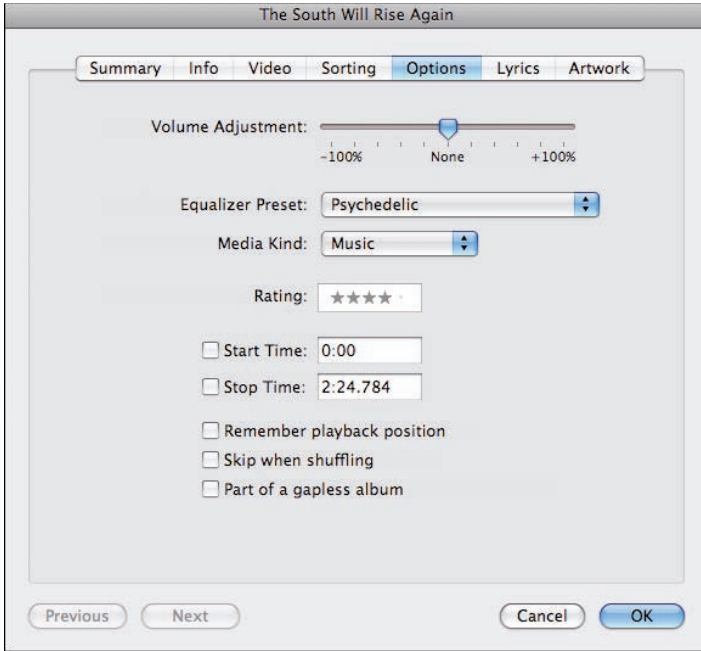 The South Will Rise Again
Summary Info Video Sorting Options Lyrics Artwork
Volume Adjustment:
-100% None +100%
Equalizer Preset: Psychedelic
Media Kind: Music
Rating: ★★★★ ·
Start Time: 0:00
Stop Time: 2:24.784
Remember playback position
Skip when shuffling
Part of a gapless album
Previous Next Cancel OK